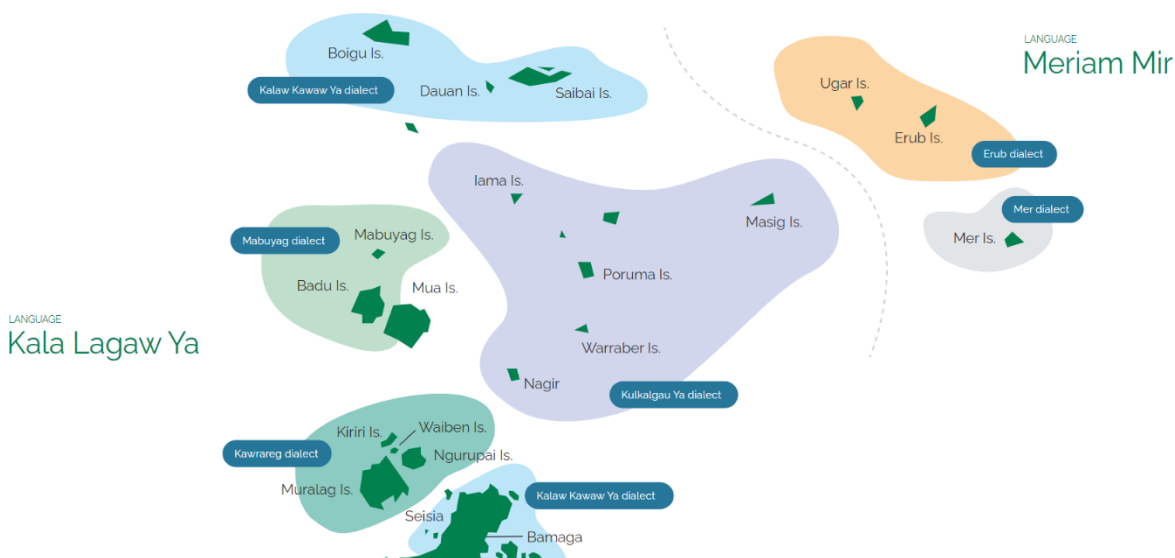 LANGUAGE
Meriam Mir
Boigu Is.
Kalaw Kawaw Ya dialect
Dauan Is.
Saibai Is.
Ugar Is.
Erub Is.
Erub dialect
Iama Is.
Masig Is.
Mer dialect
Mer Is.
Mabuyag dialect
Mabuyag Is.
Badu Is.
Mua Is.
Poruma Is.
LANGUAGE
Kala Lagaw Ya
Warraber Is.
Nagir
Kulkalgau Ya dialect
Kiriri Is.
Waiben Is.
Kawrareg dialect
Ngurupai Is.
Muralag Is.
Kalaw Kawaw Ya dialect
Seisia
Bamaga